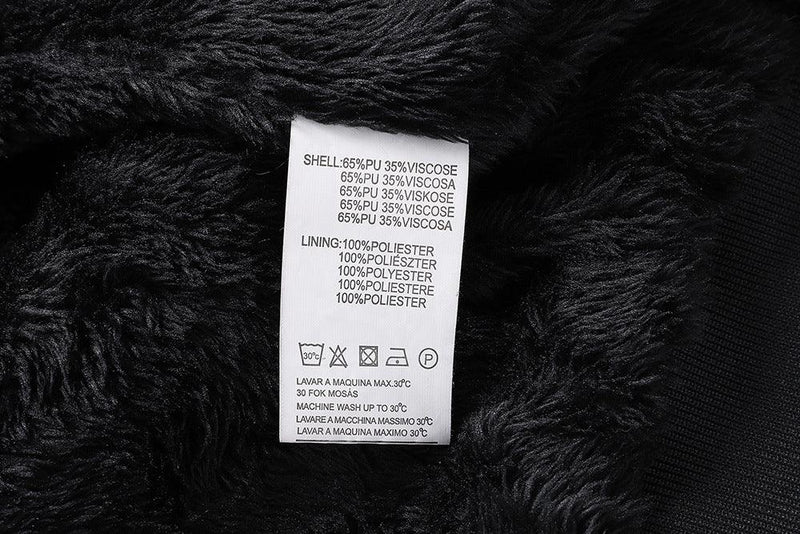 SHELL:65%PU 35%VISCOSE
65%PU 35%VISCOSA
65%PU 35%VISKOSE
65%PU 35%VISCOSE
65%PU 35%VISCOSA
LINING:100%POLIESTER
100%POLIÉSZTER
100%POLYESTER
100%POLIESTERE
100%POLIESTER
30°C P
LAVAR A MAQUINA MAX.30°C
30 FOK MOSÁS
MACHINE WASH UP TO 30°C
LAVARE A MACCHINA MASSIMO 30°C
LAVAR A MAQUINA MAXIMO 30°C